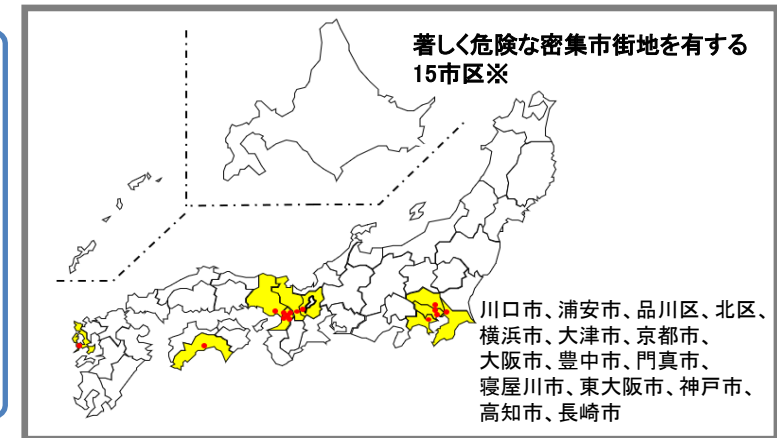 著しく危険な密集市街地を有する
15市区※
川口市、浦安市、品川区、北区、
横浜市、大津市、京都市、
大阪市、豊中市、門真市、
寝屋川市、東大阪市、神戸市、
高知市、長崎市